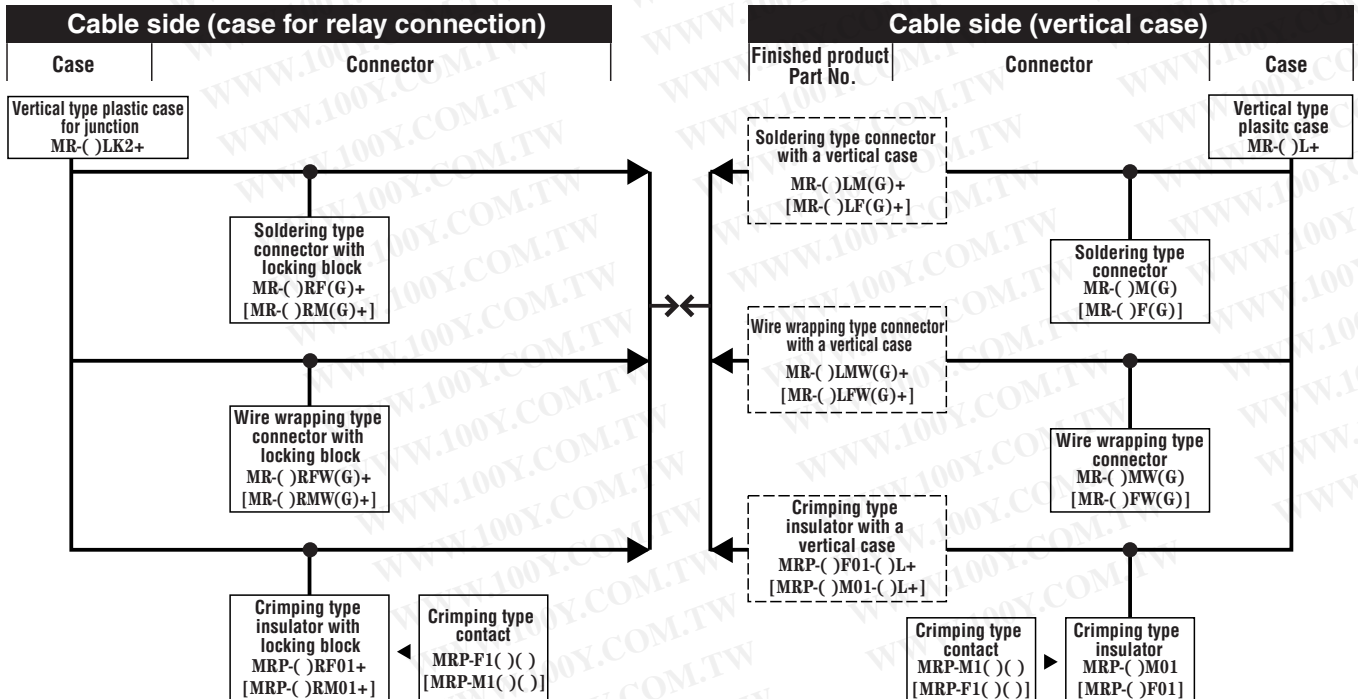 Cable side (case for relay connection)
Case
Connector
Vertical type plastic case
for junction
MR-( )LK2+
Soldering type
connector with
locking block
MR-( )RF(G)+
[MR-( )RM(G)+]
Wire wrapping type
connector with
locking block
MR-( )RFW(G)+
[MR-( )RMW(G)+]
Crimping type
insulator with
locking block
MRP-( )RF01+
[MRP-( )RM01+]
Crimping type
contact
MRP-F1( )( )
[MRP-M1( )( )]
Cable side (vertical case)
Finished product
Part No.
Connector
Case
Soldering type connector
with a vertical case
MR-( )LM(G)+
[MR-( )LF(G)+]
Wire wrapping type connector
with a vertical case
MR-( )LMW(G)+
[MR-( )LFW(G)+]
Crimping type
insulator with a
vertical case
MRP-( )F01-( )L+
[MRP-( )M01-( )L+]
Vertical type
plasitc case
MR-( )L+
Soldering type
connector
MR-( )M(G)
[MR-( )F(G)]
Wire wrapping type
connector
MR-( )MW(G)
[MR-( )FW(G)]
Crimping type
contact
MRP-M1( )( )
[MRP-F1( )( )]
Crimping type
insulator
MRP-( )M01
[MRP-( )F01]
WWW.100Y.COM.TW